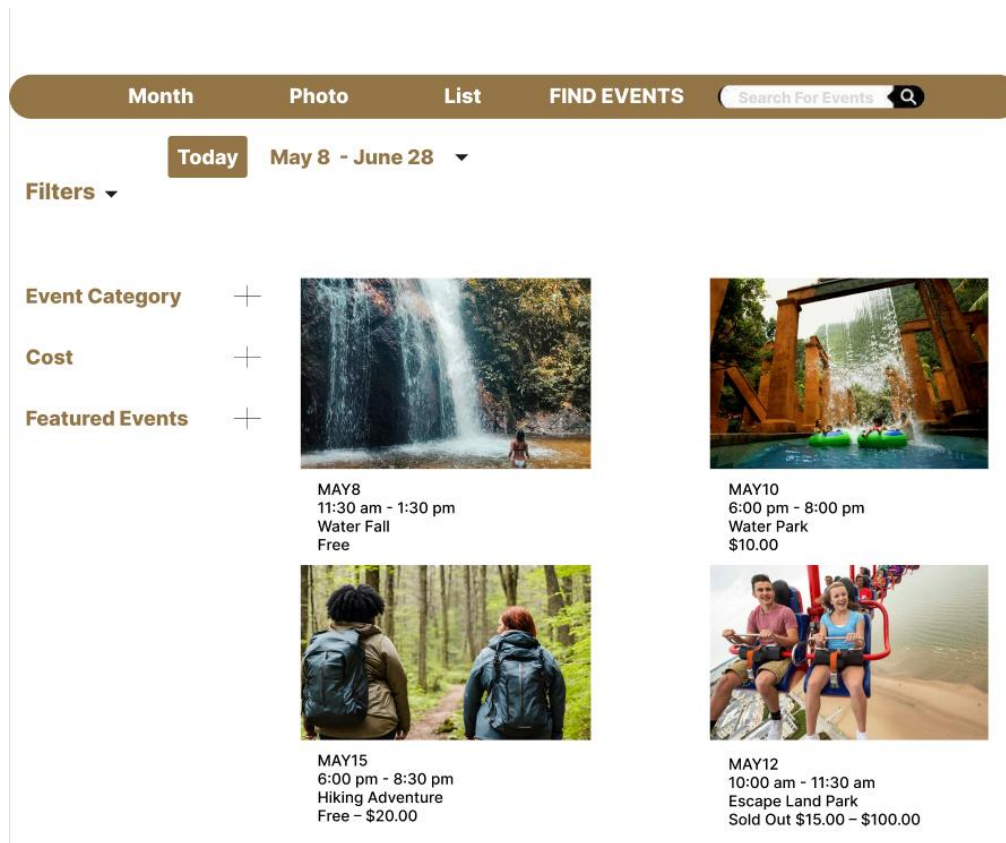 Month Photo List FIND EVENTS Search For Events
Today May 8 - June 28
Filters
Event Category
Cost
Featured Events
MAY8
11:30 am - 1:30 pm
Water Fall
Free
MAY10
6:00 pm - 8:00 pm
Water Park
$10.00
MAY15
6:00 pm - 8:30 pm
Hiking Adventure
Free – $20.00
MAY12
10:00 am - 11:30 am
Escape Land Park
Sold Out $15.00 – $100.00